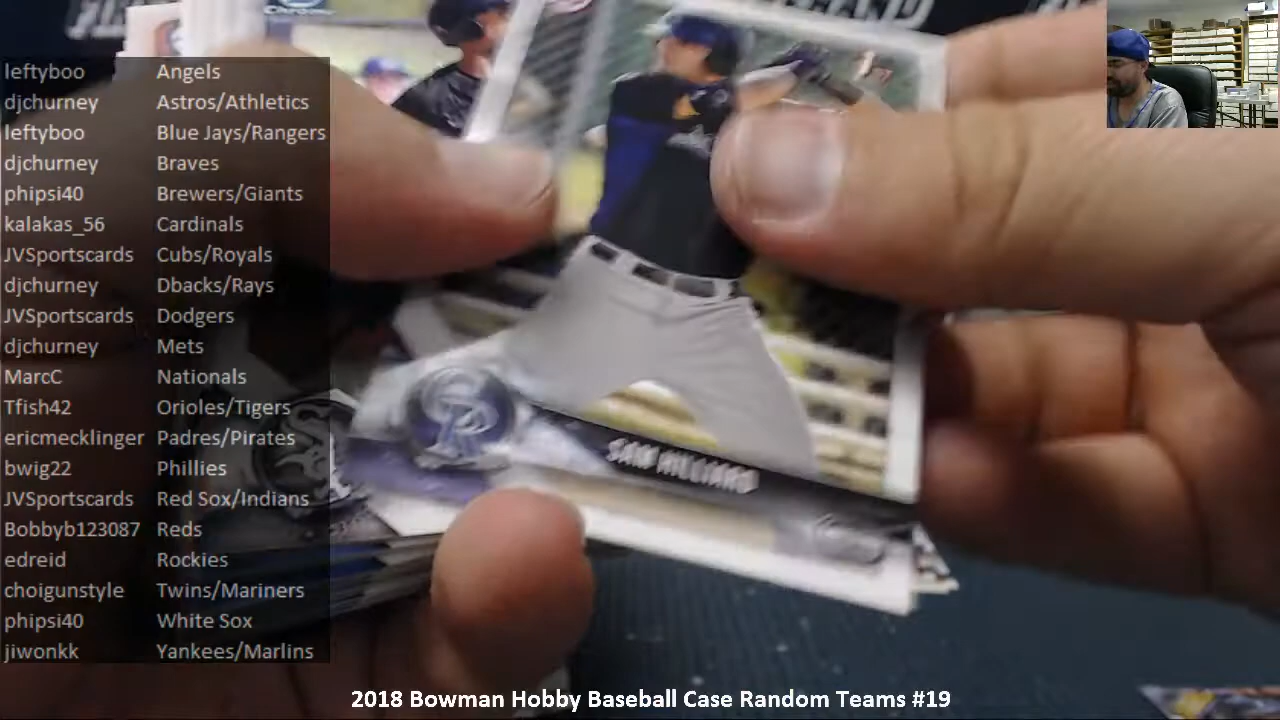 leftyboo Angels
djchurney Astros/Athletics
leftyboo Blue Jays/Rangers
djchurney Braves
phipsi40 Brewers/Giants
kalakas_56 Cardinals
JVSportscards Cubs/Royals
djchurney Dbacks/Rays
JVSportscards Dodgers
djchurney Mets
MarcC Nationals
Tfish42 Orioles/Tigers
ericmecklinger Padres/Pirates
bwig22 Phillies
JVSportscards Red Sox/Indians
Bobbyb123087 Reds
edreid Rockies
choigunstyle Twins/Mariners
phipsi40 White Sox
jiwonkk Yankees/Marlins
SAM HILLIARD
2018 Bowman Hobby Baseball Case Random Teams #19